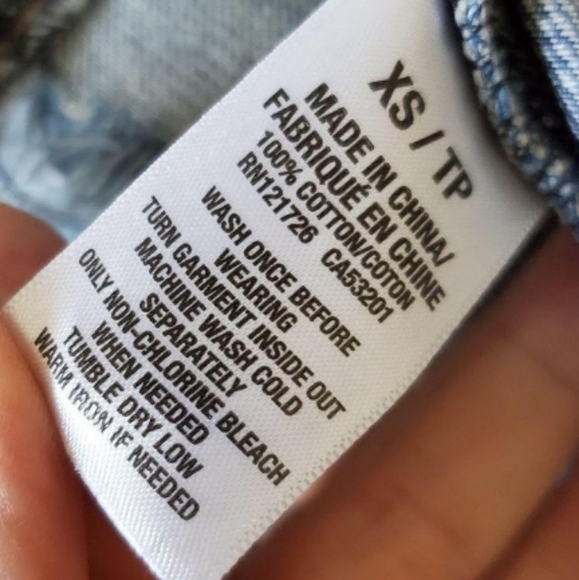 XS / TP
MADE IN CHINA/
FABRIQUÉ EN CHINE
100% COTTON/COTON
RN121726 CA53201
WASH ONCE BEFORE
WEARING
TURN GARMENT INSIDE OUT
MACHINE WASH COLD
SEPARATELY
ONLY NON-CHLORINE BLEACH
WHEN NEEDED
TUMBLE DRY LOW
WARM IRON IF NEEDED